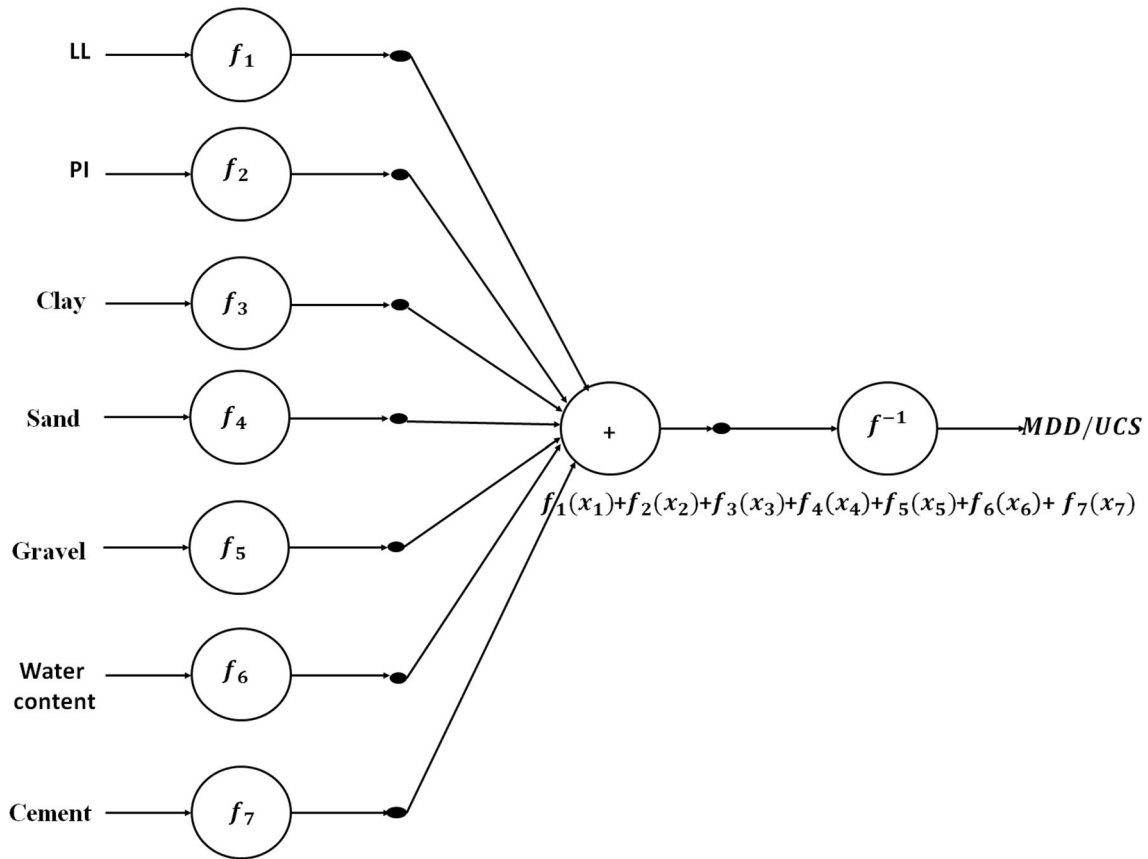 LL
f₁
PI
f₂
Clay
f₃
Sand
f₄
+
f⁻¹
MDD/UCS
f₁(x₁)+f₂(x₂)+f₃(x₃)+f₄(x₄)+f₅(x₅)+f₆(x₆)+ f₇(x₇)
Gravel
f₅
Water
content
f₆
Cement
f₇